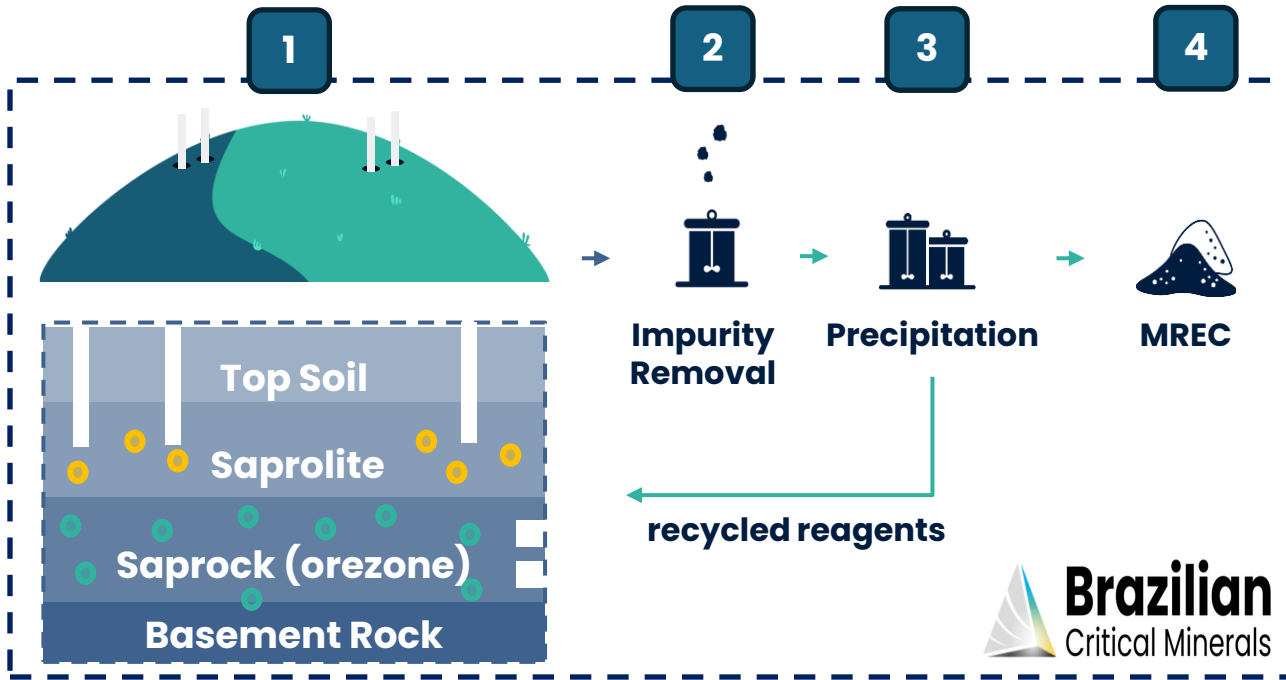 1
2
3
4
Impurity
Removal
Precipitation
MREC
Top Soil
Saprolite
Saprock (orezone)
Basement Rock
recycled reagents
Brazilian
Critical Minerals